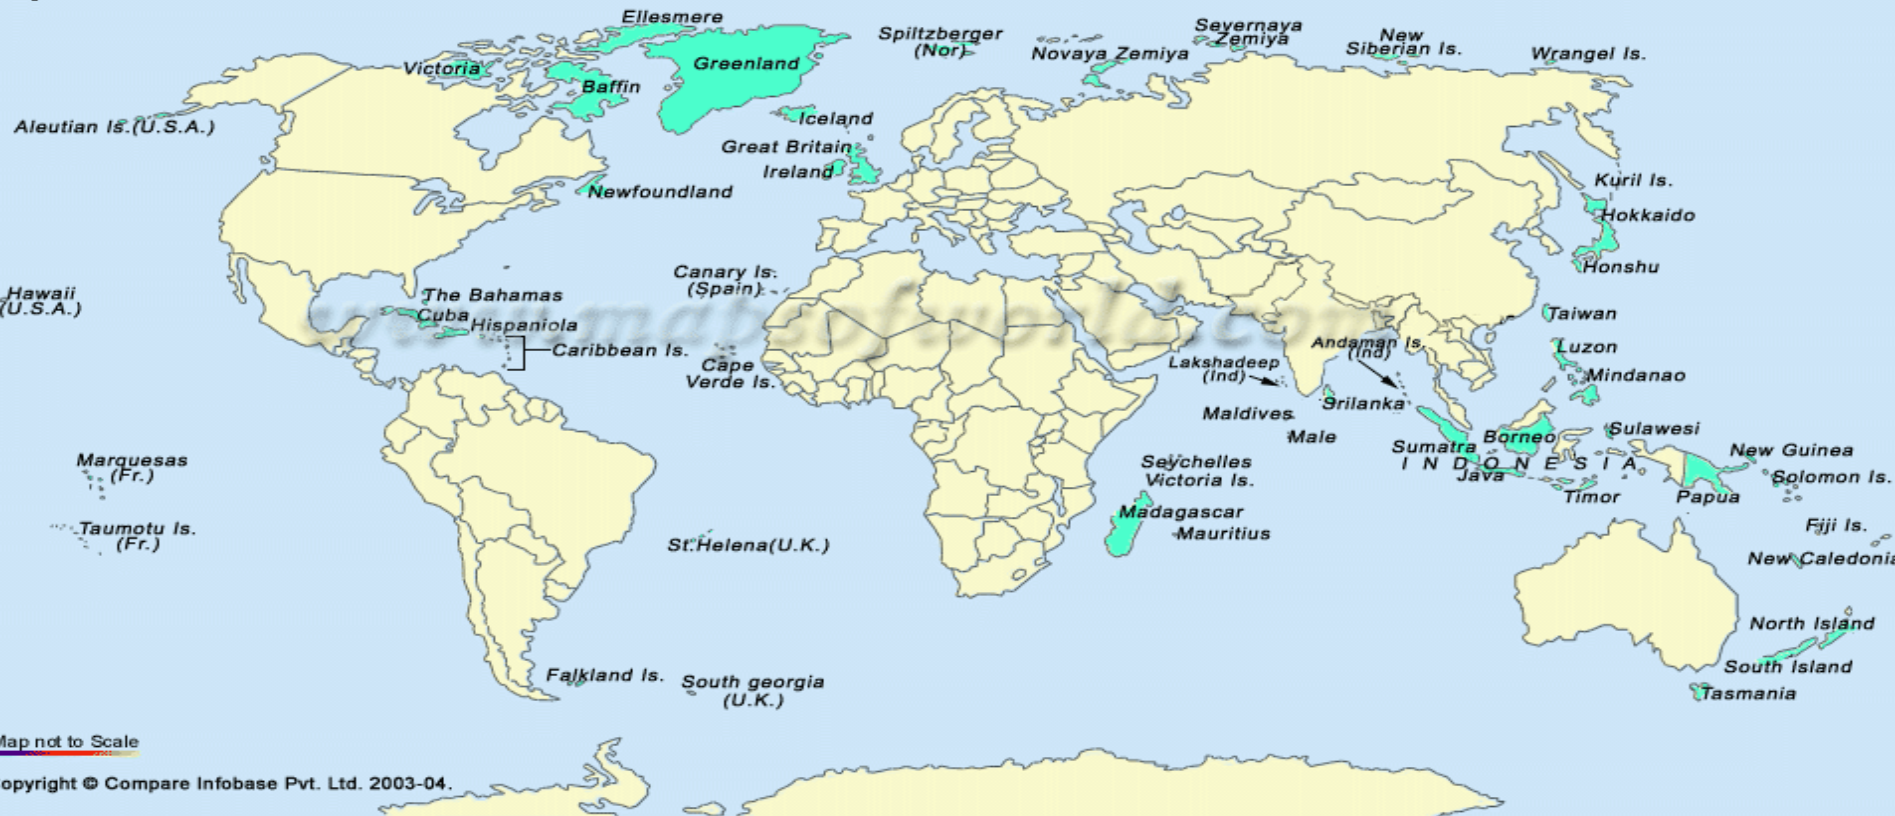 Ellesmere
Spiltzberger
(Nor)
Severnaya
Zemiya
New
Siberian Is.
Novaya Zemiya
Wrangel Is.
Victoria
Greenland
Baffin
Aleutian Is.(U.S.A.)
Iceland
Great Britain
Ireland
Newfoundland
Kuril Is.
Hokkaido
Honshu
Canary Is.
(Spain)
Hawaii
(U.S.A.)
The Bahamas
Cuba
Hispaniola
Caribbean Is.
www.mapsofworld.com
Taiwan
Luzon
Andaman Is.
(Ind)
Lakshadeep
(Ind)
Cape
Verde Is.
Mindanao
Srilanka
Maldives
Male
Sulawesi
Sumatra
Borneo
New Guinea
INDONESIA
Java
Marquesas
(Fr.)
Seychelles
Victoria Is.
Solomon Is.
Timor
Papua
Madagascar
Mauritius
Taumotu Is.
(Fr.)
St.Helena(U.K.)
Fiji Is.
New Caledonia
North Island
South Island
Tasmania
Falkland Is.
South georgia
(U.K.)
Map not to Scale
opyright © Compare Infobase Pvt. Ltd. 2003-04.